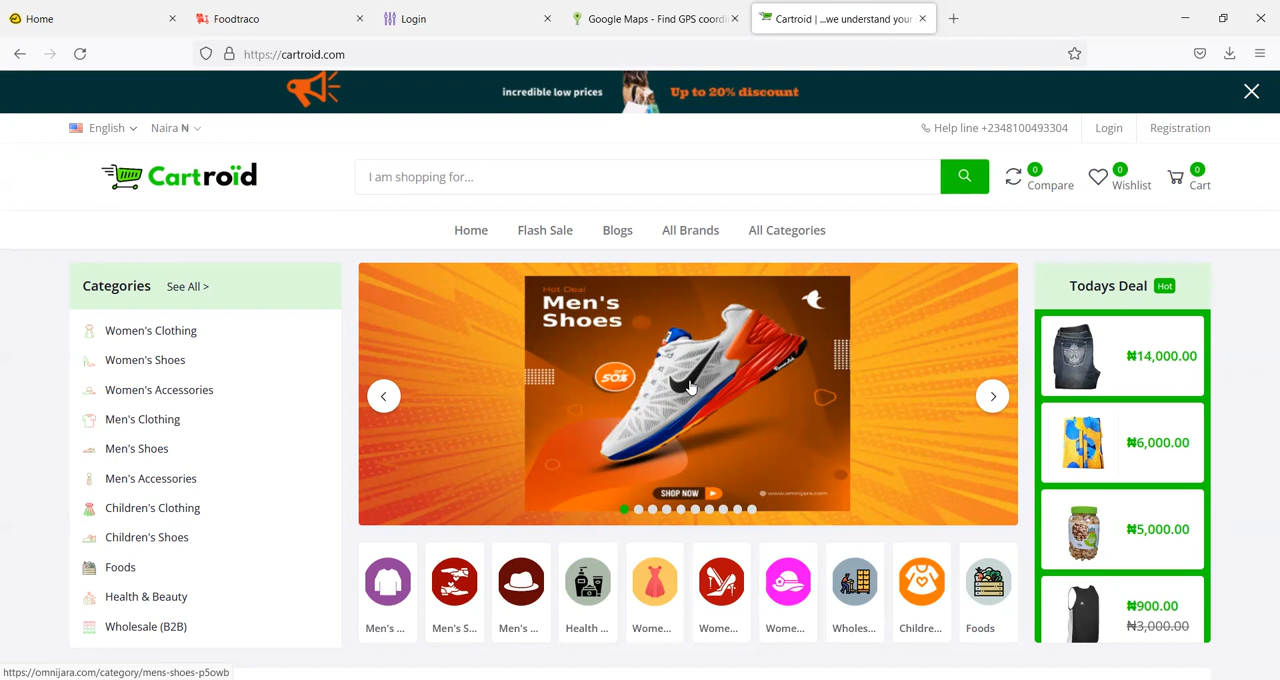 Home
Foodtraco
Login
Google Maps - Find GPS coordi
Cartroid | ...we understand your
https://cartroid.com
incredible low prices
Up to 20% discount
English
Naira ₦
Help line +2348100493304
Login
Registration
Cartroïd
I am shopping for...
0
Compare
0
Wishlist
0
Cart
Home
Flash Sale
Blogs
All Brands
All Categories
Categories
See All >
Women's Clothing
Women's Shoes
Women's Accessories
Men's Clothing
Men's Shoes
Men's Accessories
Children's Clothing
Children's Shoes
Foods
Health & Beauty
Wholesale (B2B)
Hot Deal
Men's
Shoes
OFF
50%
SHOP NOW
www.omnijara.com
Men's ...
Men's S...
Men's ...
Health ...
Wome...
Wome...
Wome...
Wholes...
Childre...
Foods
Todays Deal
Hot
₦14,000.00
₦6,000.00
₦5,000.00
₦900.00
₦3,000.00
https://omnijara.com/category/mens-shoes-p5owb